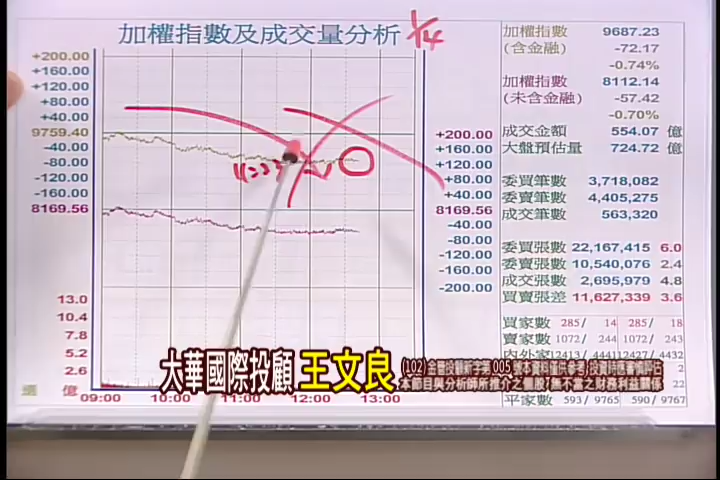 加權指數及成交量分析 1/4
+200.00
+160.00
+120.00
+80.00
+40.00
9759.40
-40.00
-80.00
-120.00
-160.00
8169.56
13.0
10.4
7.8
5.2
2.6
張 億
09:00 10:00 11:00 12:00 13:00
+200.00
+160.00
+120.00
+80.00
+40.00
8169.56
-40.00
-80.00
-120.00
-160.00
-200.00
加權指數 9687.23
(含金融) -72.17
-0.74%
加權指數 8112.14
(未含金融) -57.42
-0.70%
成交金額 554.07 億
大盤預估量 724.72 億
委買筆數 3,718,082
委賣筆數 4,405,275
成交筆數 563,320
委買張數 22,167,415 6.0
委賣張數 10,540,076 2.4
成交張數 2,695,979 4.8
買賣張差 11,627,339 3.6
買家數 285/ 14 285/ 18
賣家數 1072/ 244 1072/ 243
內外家
平家數 593/ 9765 590/ 9767
大華國際投顧 王文良
本節目與分析師所推介之個股,無不當之財務利益關係